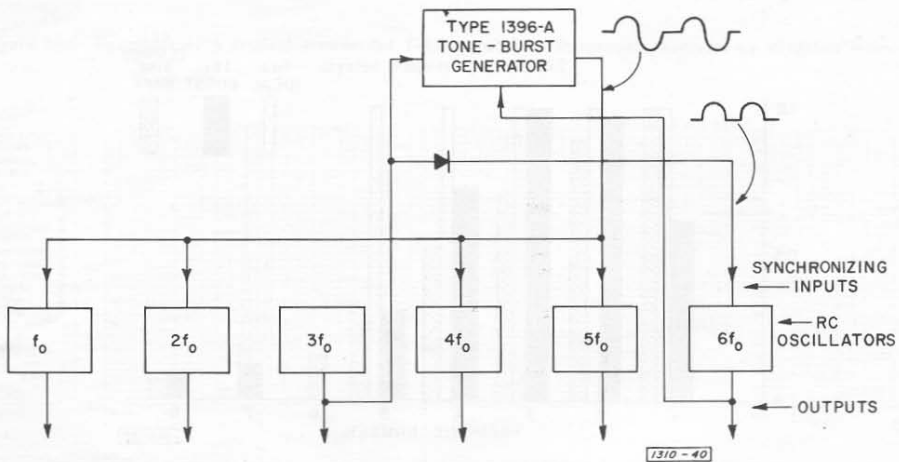 TYPE 1396-A
TONE-BURST
GENERATOR
SYNCHRONIZING
INPUTS
f₀
2f₀
3f₀
4f₀
5f₀
6f₀
RC
OSCILLATORS
OUTPUTS
1310-40